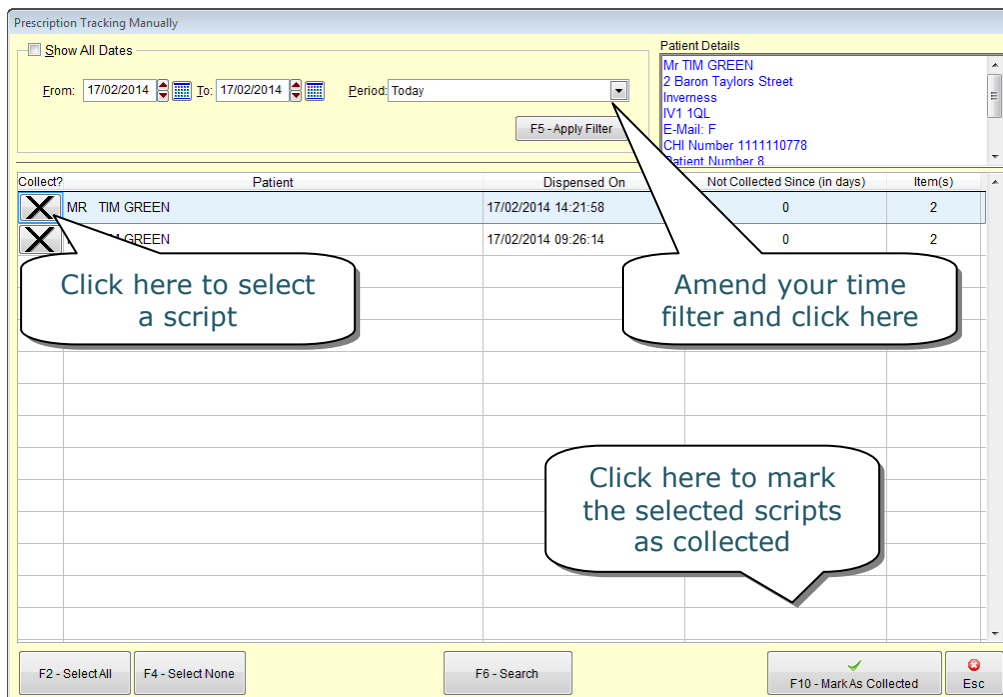 Prescription Tracking Manually
Show All Dates
From: 17/02/2014 To: 17/02/2014 Period: Today
F5 - Apply Filter
Patient Details
Mr TIM GREEN
2 Baron Taylors Street
Inverness
IV1 1QL
E-Mail: F
CHI Number 1111110778
Patient Number 8
Collect? Patient Dispensed On Not Collected Since (in days) Item(s)
MR TIM GREEN 17/02/2014 14:21:58 0 2
GREEN 17/02/2014 09:26:14 0 2
Click here to select
a script
Amend your time
filter and click here
Click here to mark
the selected scripts
as collected
F2 - Select All F4 - Select None F6 - Search F10 - Mark As Collected Esc